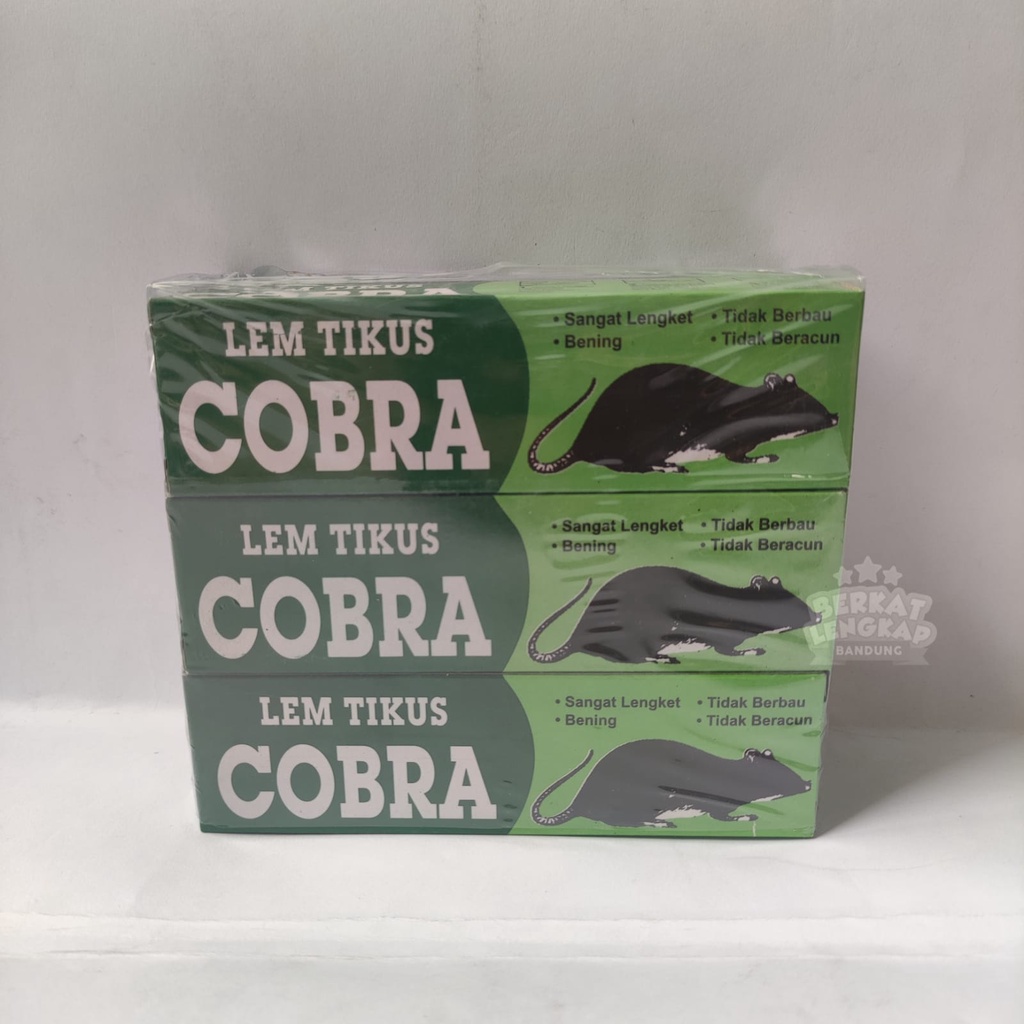 LEM TIKUS
COBRA
• Sangat Lengket • Tidak Berbau
• Bening • Tidak Beracun
LEM TIKUS
COBRA
• Sangat Lengket • Tidak Berbau
• Bening • Tidak Beracun
BERKAT
LENGKAP
BANDUNG
LEM TIKUS
COBRA
• Sangat Lengket • Tidak Berbau
• Bening • Tidak Beracun